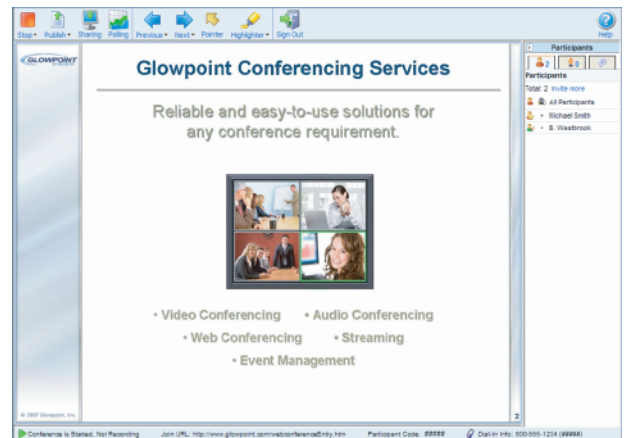 Stop Publish Sharing Polling Previous Next Pointer Highlighter Sign Out Help
GLOWPOINT
Glowpoint Conferencing Services
Participants
2 0
Participants
Total: 2 Invite more
All Participants
Michael Smith
B. Westbrook
Reliable and easy-to-use solutions for
any conference requirement.
• Video Conferencing • Audio Conferencing
• Web Conferencing • Streaming
• Event Management
© 2007 Glowpoint, Inc.
2
Conference is Started, Not Recording Join URL: http://www.glowpoint.com/webconferenceEntry.htm Participant Code: ##### Dial-In Info: 800-555-1234 (#####)